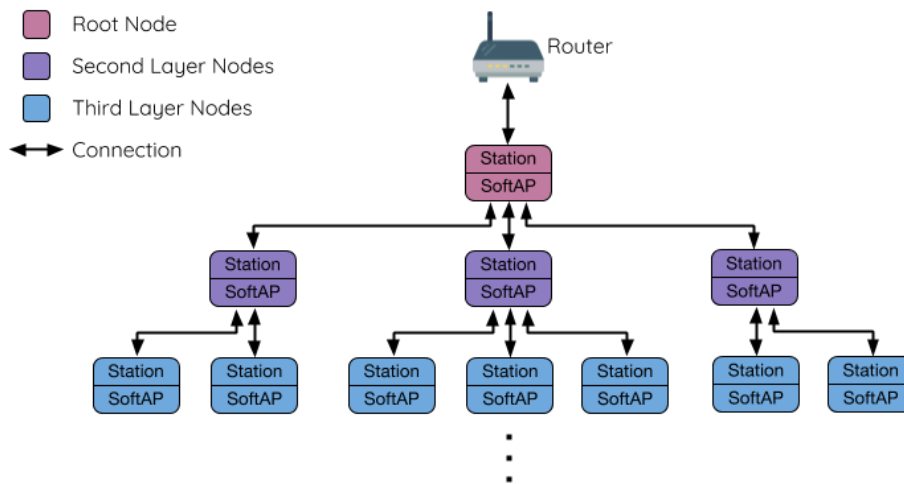 Root Node
Router
Second Layer Nodes
Third Layer Nodes
Connection
Station
SoftAP
Station
Station
Station
SoftAP
SoftAP
SoftAP
Station
Station
Station
Station
Station
Station
Station
SoftAP
SoftAP
SoftAP
SoftAP
SoftAP
SoftAP
SoftAP